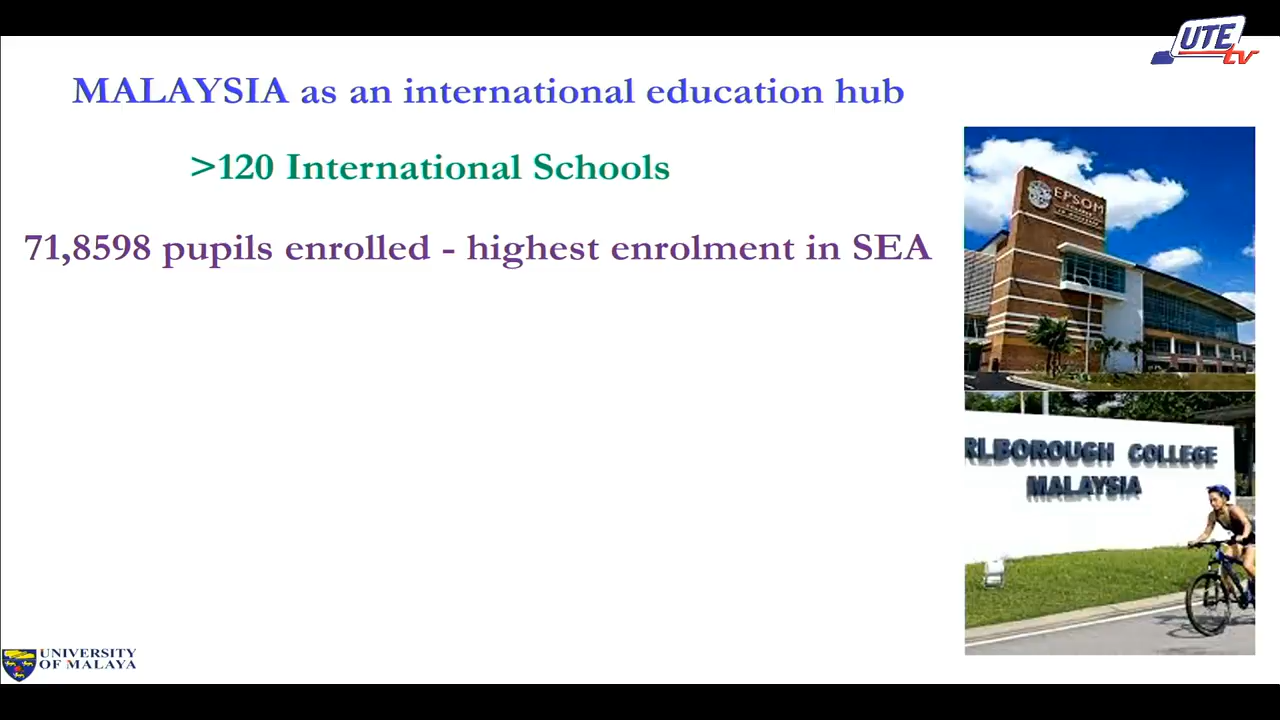 UTE
tv
MALAYSIA as an international education hub
>120 International Schools
71,8598 pupils enrolled - highest enrolment in SEA
EPSOM
COLLEGE
RLBOROUGH COLLEGE
MALAYSIA
UNIVERSITY
OF MALAYA